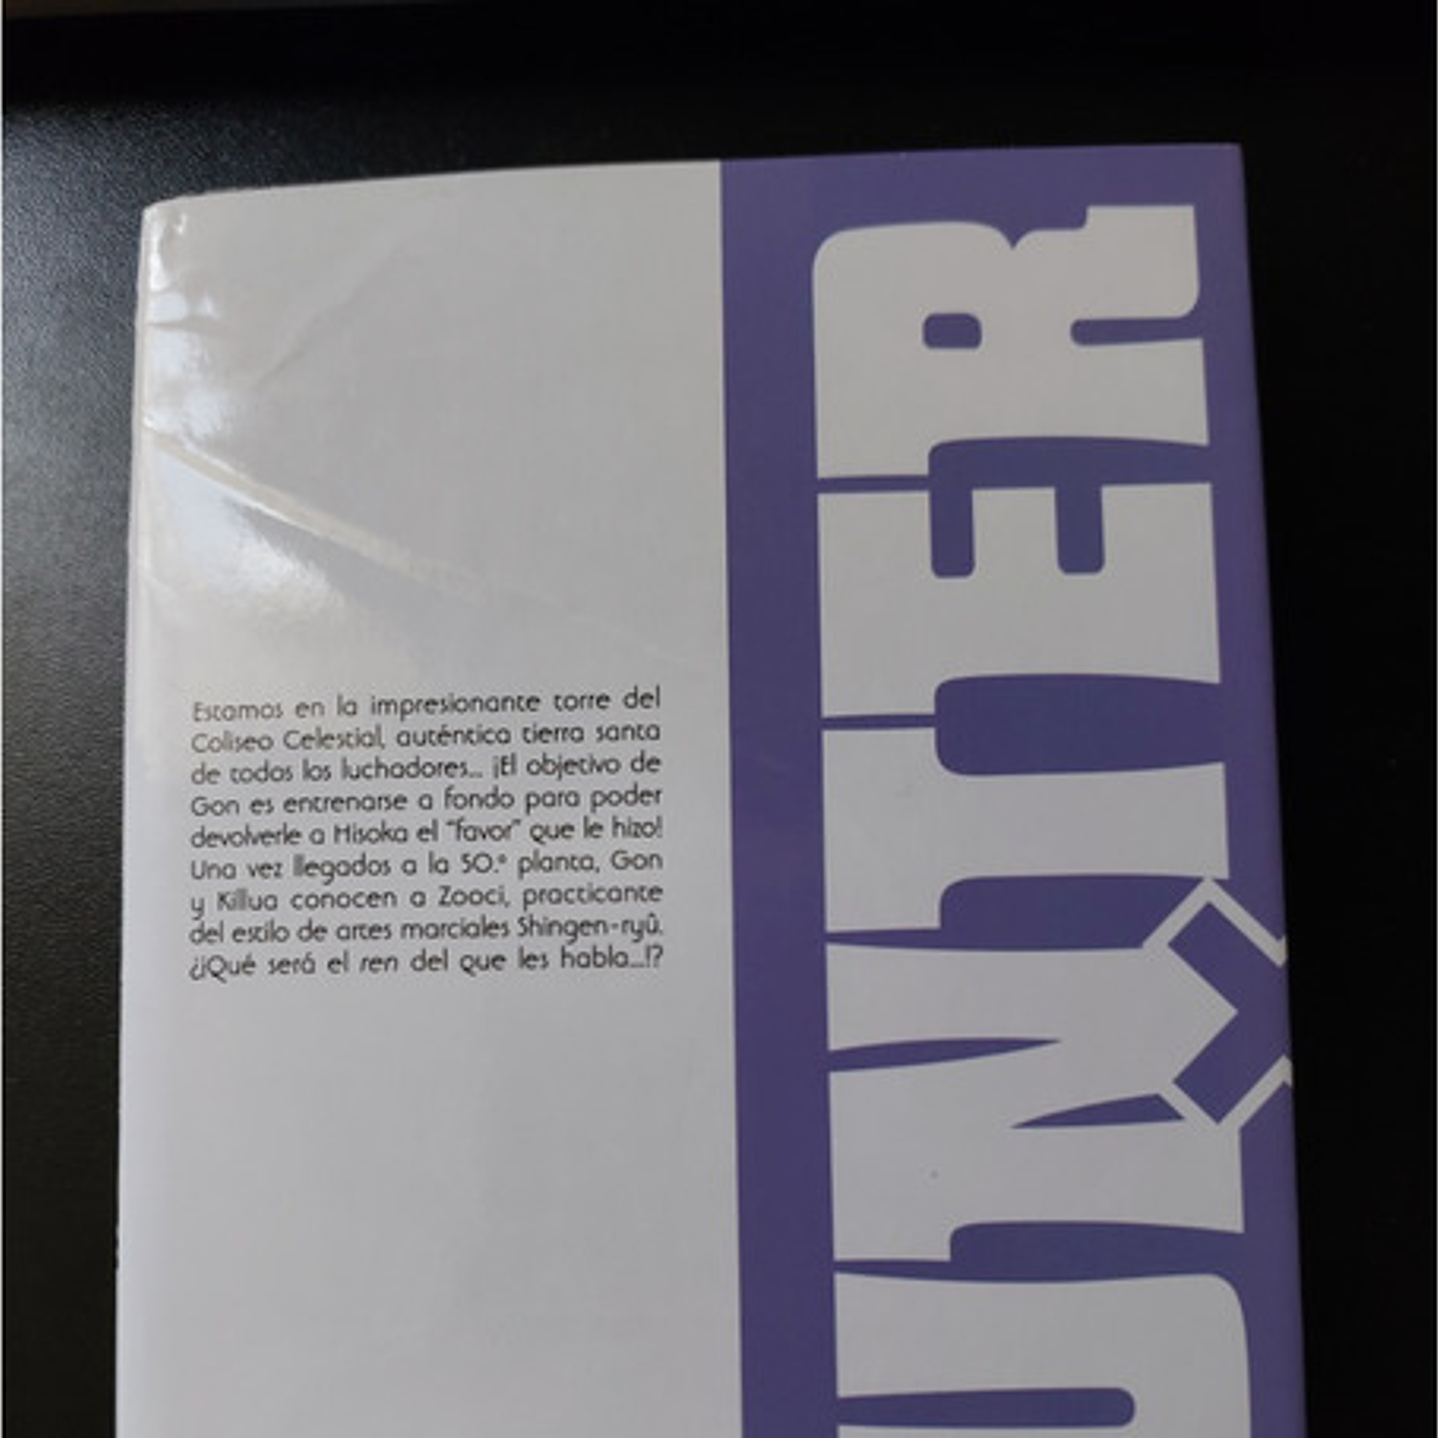 Estamos en la impresionante torre del
Coliseo Celestial, auténtica tierra santa
de todos los luchadores... ¡El objetivo de
Gon es entrenarse a fondo para poder
devolverle a Hisoka el "favor" que le hizo!
Una vez llegados a la 50.ª planta, Gon
y Killua conocen a Zooci, practicante
del estilo de artes marciales Shingen-ryû.
¿¡Qué será el ren del que les habla...!?
UNTER